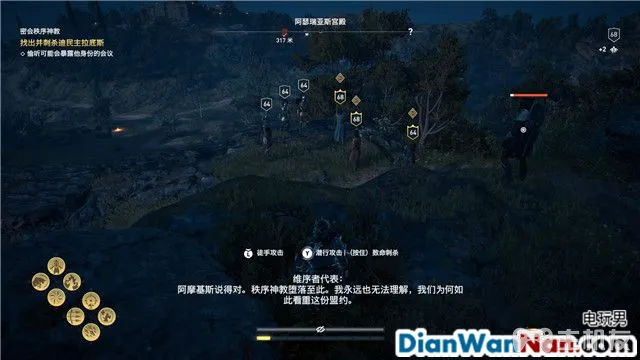 阿瑟瑞亚斯宫殿
密会秩序神教
找出并刺杀迪民主拉底斯
◇ 偷听可能会暴露他身份的会议
317 米
?
68
+2
64
64
64
68
68
64
徒手攻击
Y 潜行攻击 | (按住) 致命刺杀
维序者代表：
阿摩基斯说得对。秩序神教堕落至此。我永远也无法理解，我们为何如
此看重这份盟约。
电玩男
DianWanNan.com